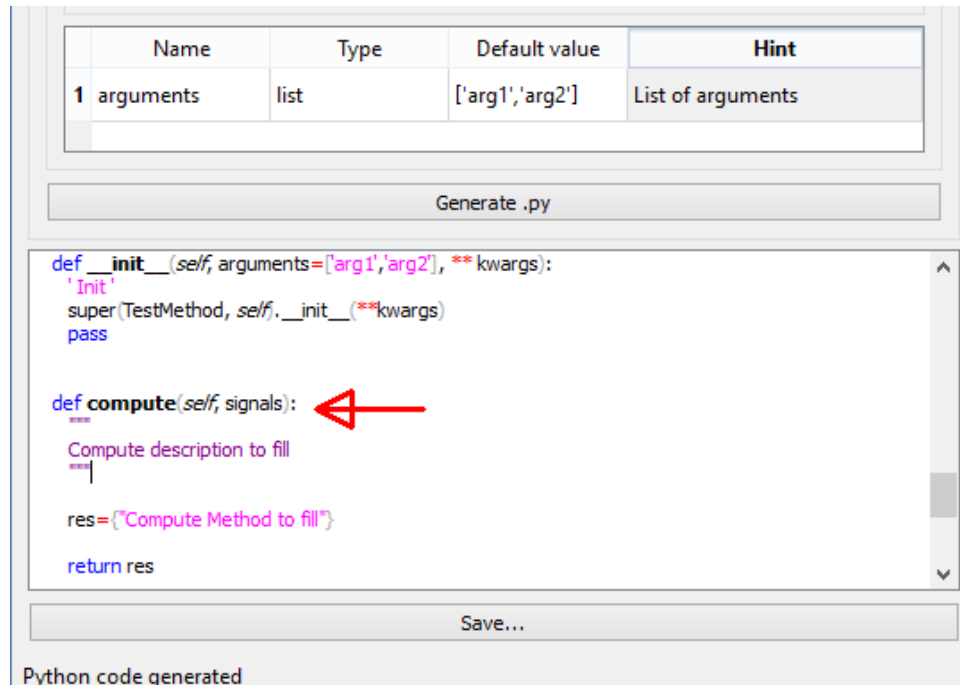 Name Type Default value Hint
1 arguments list ['arg1','arg2'] List of arguments
Generate .py
def __init__(self, arguments=['arg1','arg2'], ** kwargs):
' Init '
super(TestMethod, self).__init__(**kwargs)
pass
def compute(self, signals):
"""
Compute description to fill
"""
res={"Compute Method to fill"}
return res
Save...
Python code generated